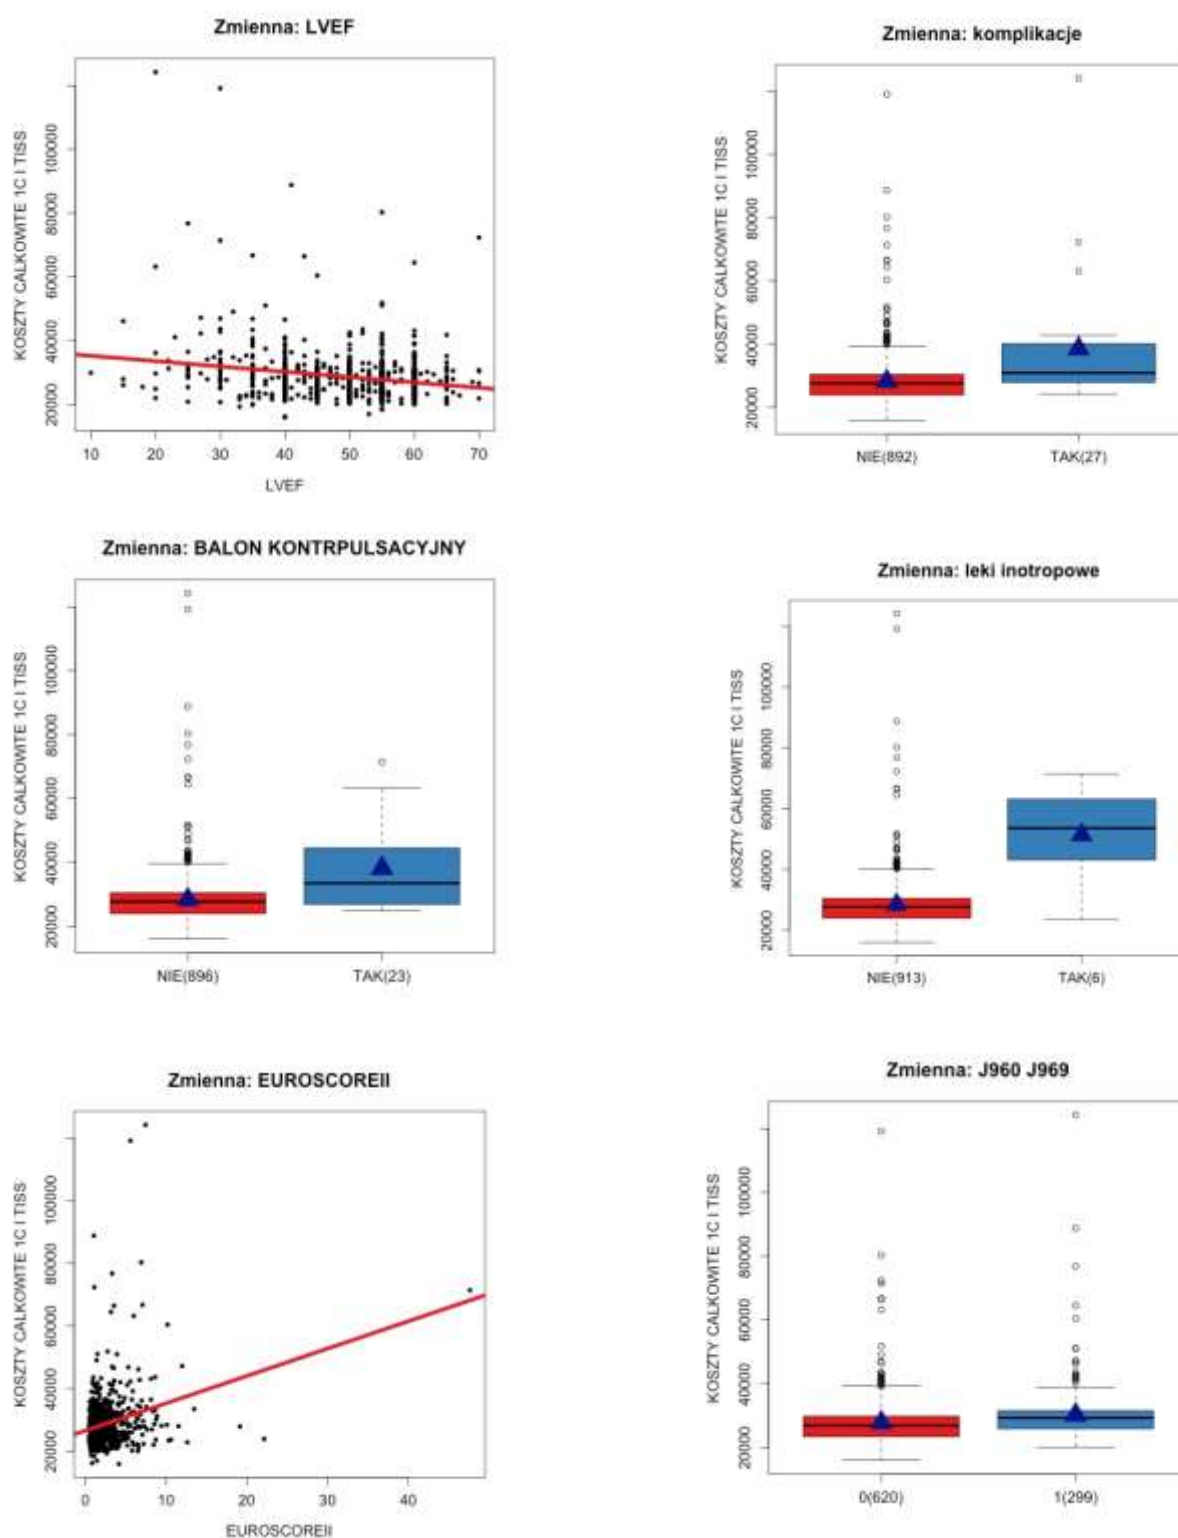 Zmienna: LVEF
KOSZTY CALKOWITE 1C I TISS
20000 40000 60000 80000 100000
10 20 30 40 50 60 70
LVEF
Zmienna: komplikacje
KOSZTY CALKOWITE 1C I TISS
20000 40000 60000 80000 100000
NIE(892) TAK(27)
Zmienna: BALON KONTRPULSACYJNY
KOSZTY CALKOWITE 1C I TISS
20000 40000 60000 80000 100000
NIE(896) TAK(23)
Zmienna: leki inotropowe
KOSZTY CALKOWITE 1C I TISS
20000 40000 60000 80000 100000
NIE(913) TAK(6)
Zmienna: EUROSCOREII
KOSZTY CALKOWITE 1C I TISS
20000 40000 60000 80000 100000
0 10 20 30 40
EUROSCOREII
Zmienna: J960 J969
KOSZTY CALKOWITE 1C I TISS
20000 40000 60000 80000 100000
0(620) 1(299)